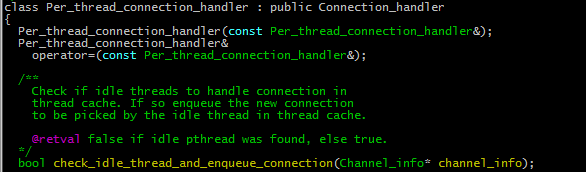 class Per_thread_connection_handler : public Connection_handler
{
  Per_thread_connection_handler(const Per_thread_connection_handler&);
  Per_thread_connection_handler&
    operator=(const Per_thread_connection_handler&);
  /**
    Check if idle threads to handle connection in
    thread cache. If so enqueue the new connection
    to be picked by the idle thread in thread cache.
    @retval false if idle pthread was found, else true.
  */
  bool check_idle_thread_and_enqueue_connection(Channel_info* channel_info);